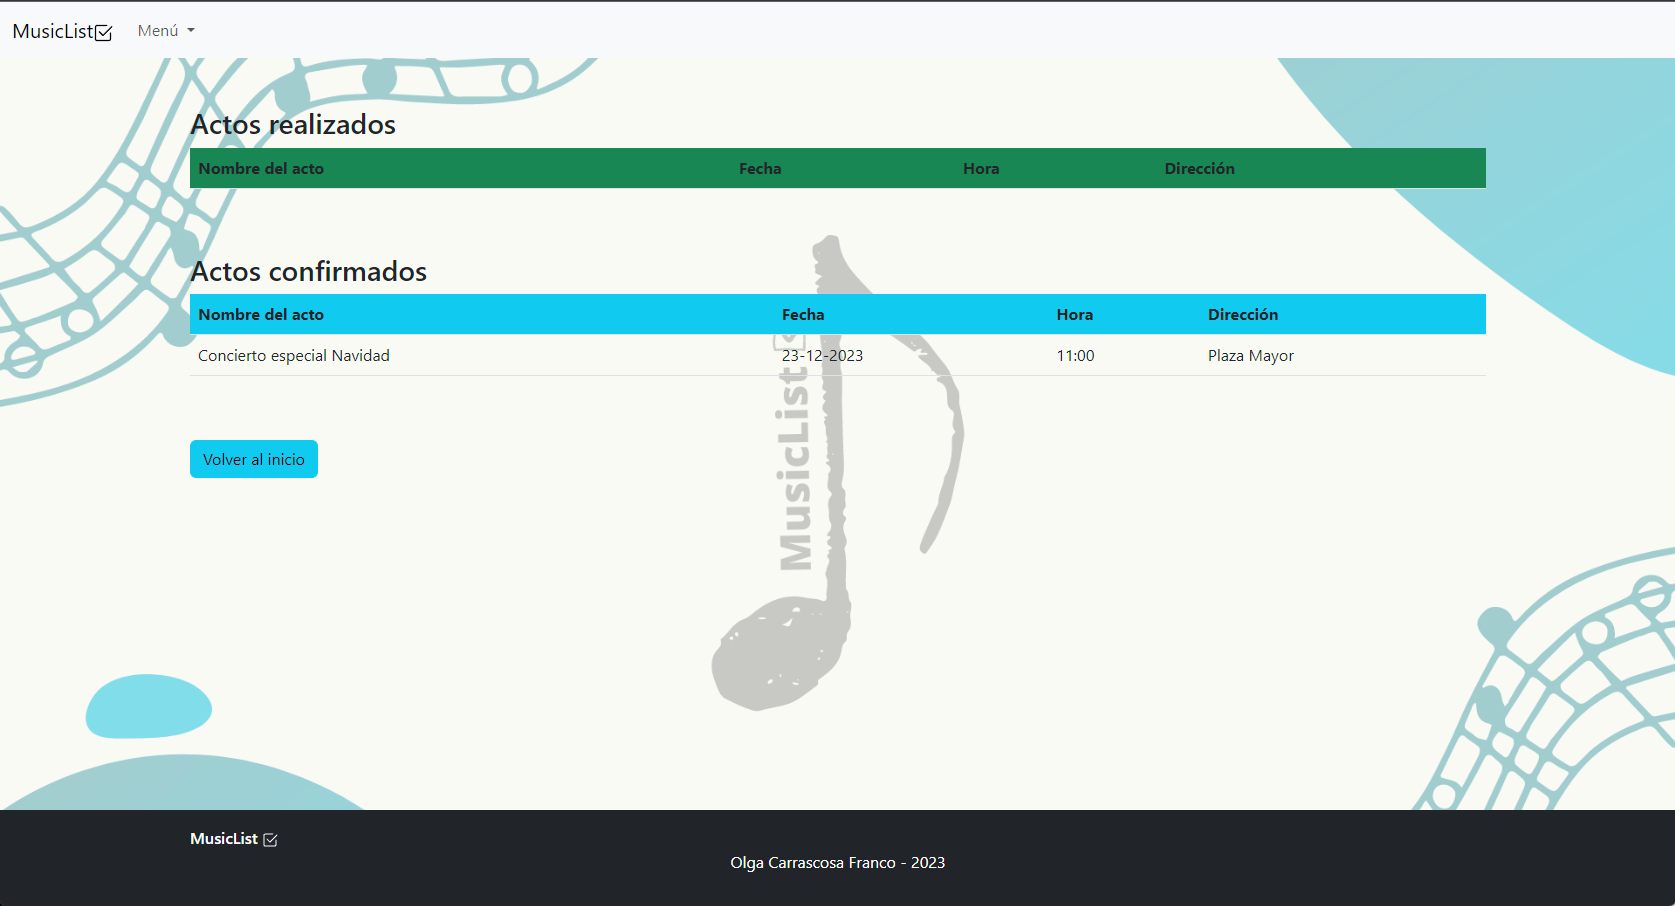 MusicList Menú
Actos realizados
Nombre del acto Fecha Hora Dirección
Actos confirmados
Nombre del acto Fecha Hora Dirección
Concierto especial Navidad 23-12-2023 11:00 Plaza Mayor
MusicList
Volver al inicio
MusicList
Olga Carrascosa Franco - 2023